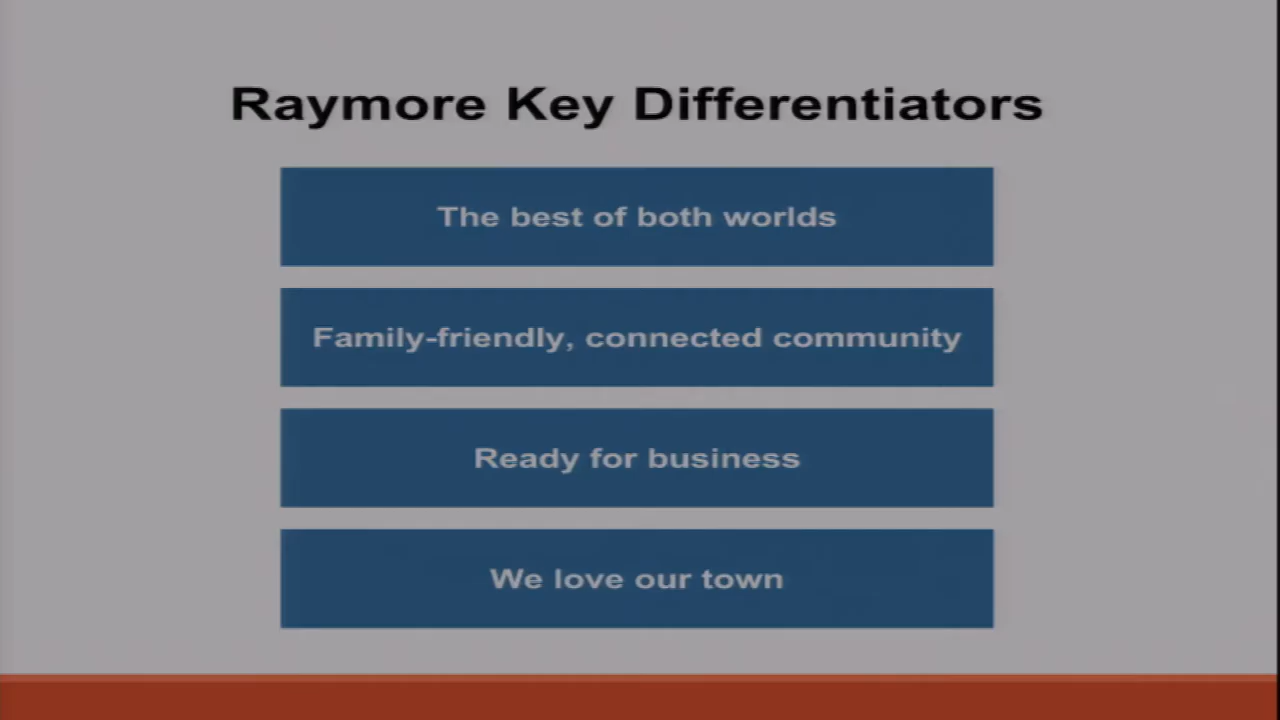 Raymore Key Differentiators
The best of both worlds
Family-friendly, connected community
Ready for business
We love our town